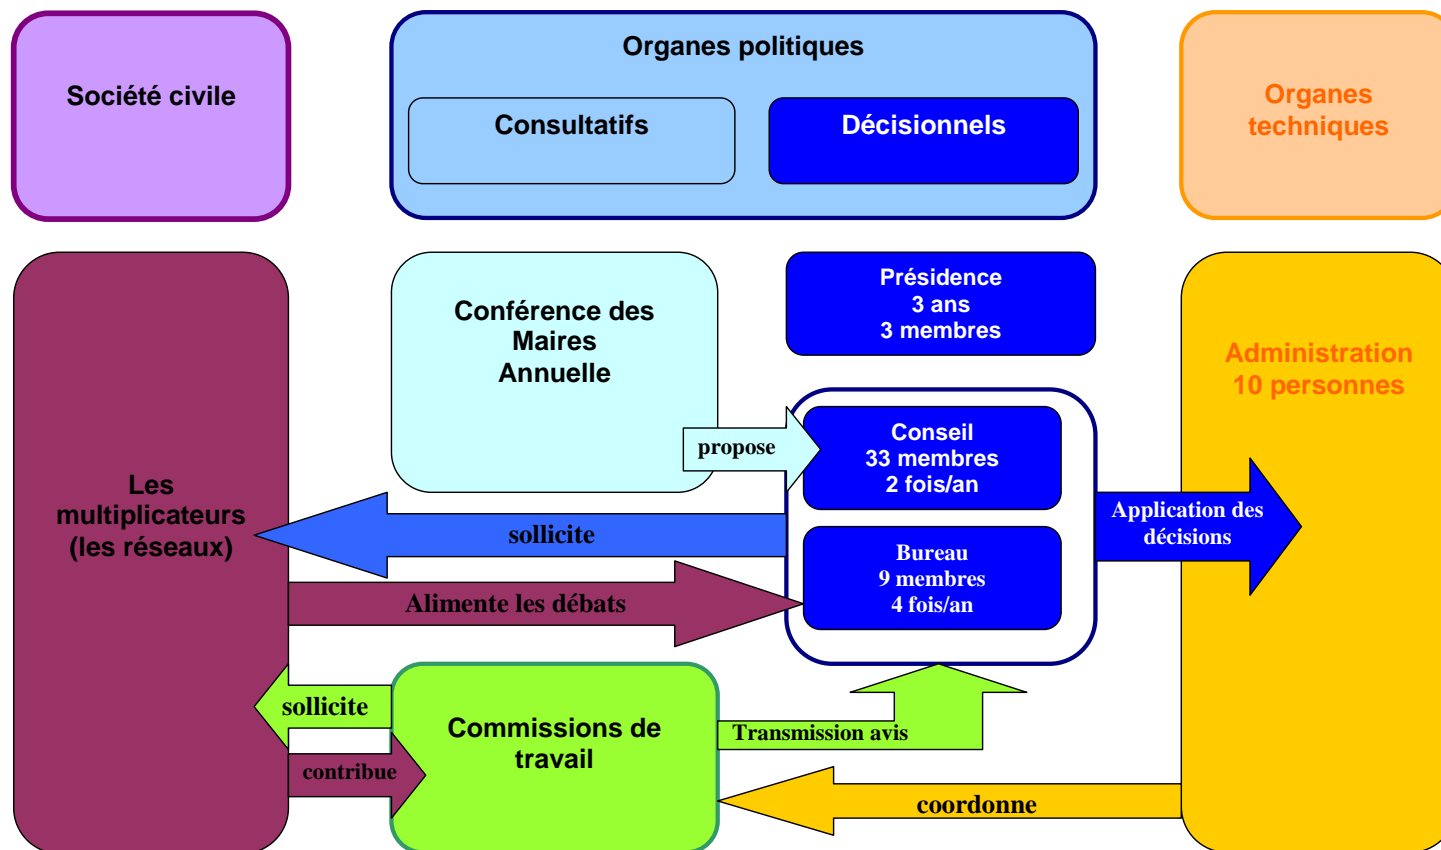 Société civile
Organes politiques
Consultatifs
Décisionnels
Organes
techniques
Les
multiplicateurs
(les réseaux)
Conférence des
Maires
Annuelle
Présidence
3 ans
3 membres
propose
Conseil
33 membres
2 fois/an
Bureau
9 membres
4 fois/an
Administration
10 personnes
Application des
décisions
sollicite
Alimente les débats
sollicite
contribue
Commissions de
travail
Transmission avis
coordonne